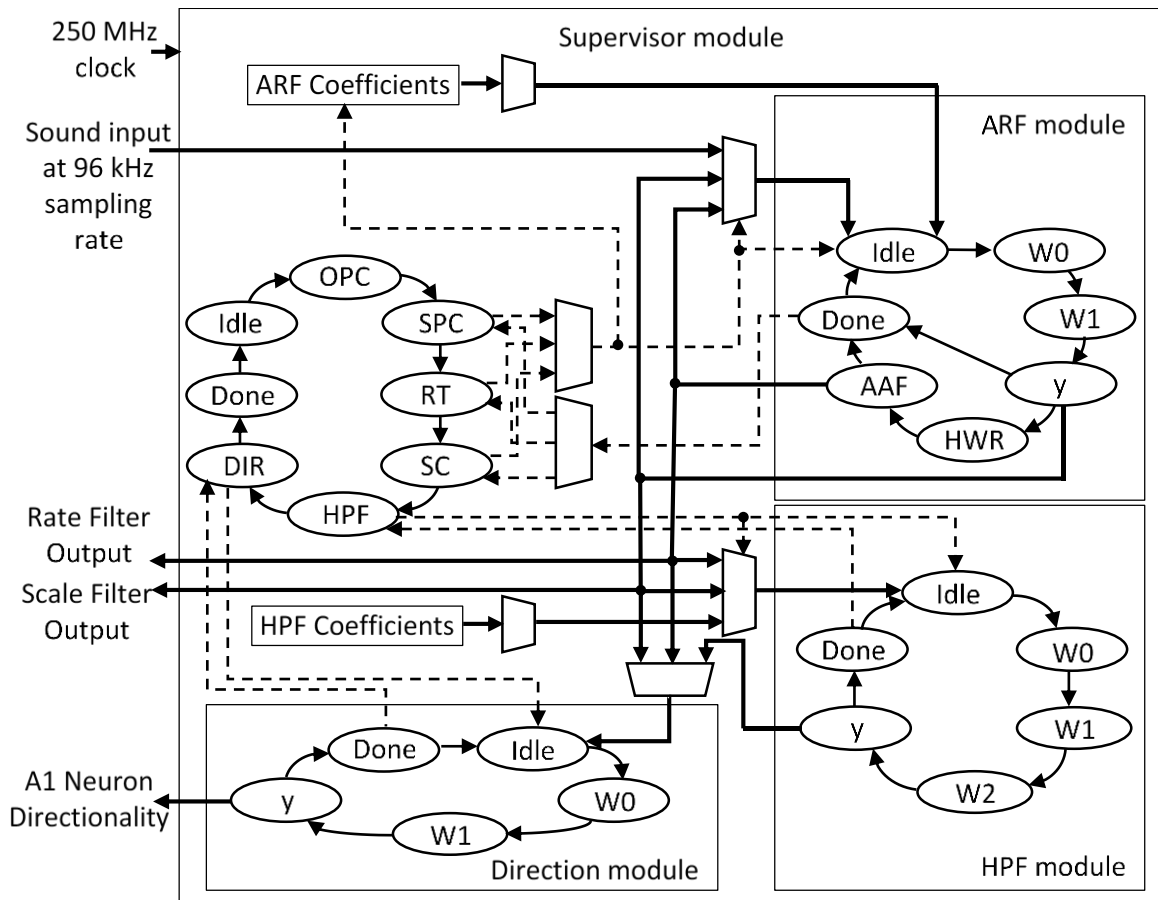 250 MHz
clock
Supervisor module
ARF Coefficients
ARF module
Sound input
at 96 kHz
sampling
rate
Idle
W0
W1
y
HWR
AAF
Done
OPC
SPC
RT
SC
HPF
DIR
Done
Idle
Rate Filter
Output
Scale Filter
Output
HPF Coefficients
Idle
W0
W1
W2
y
Done
HPF module
Done
Idle
W0
W1
y
Direction module
A1 Neuron
Directionality